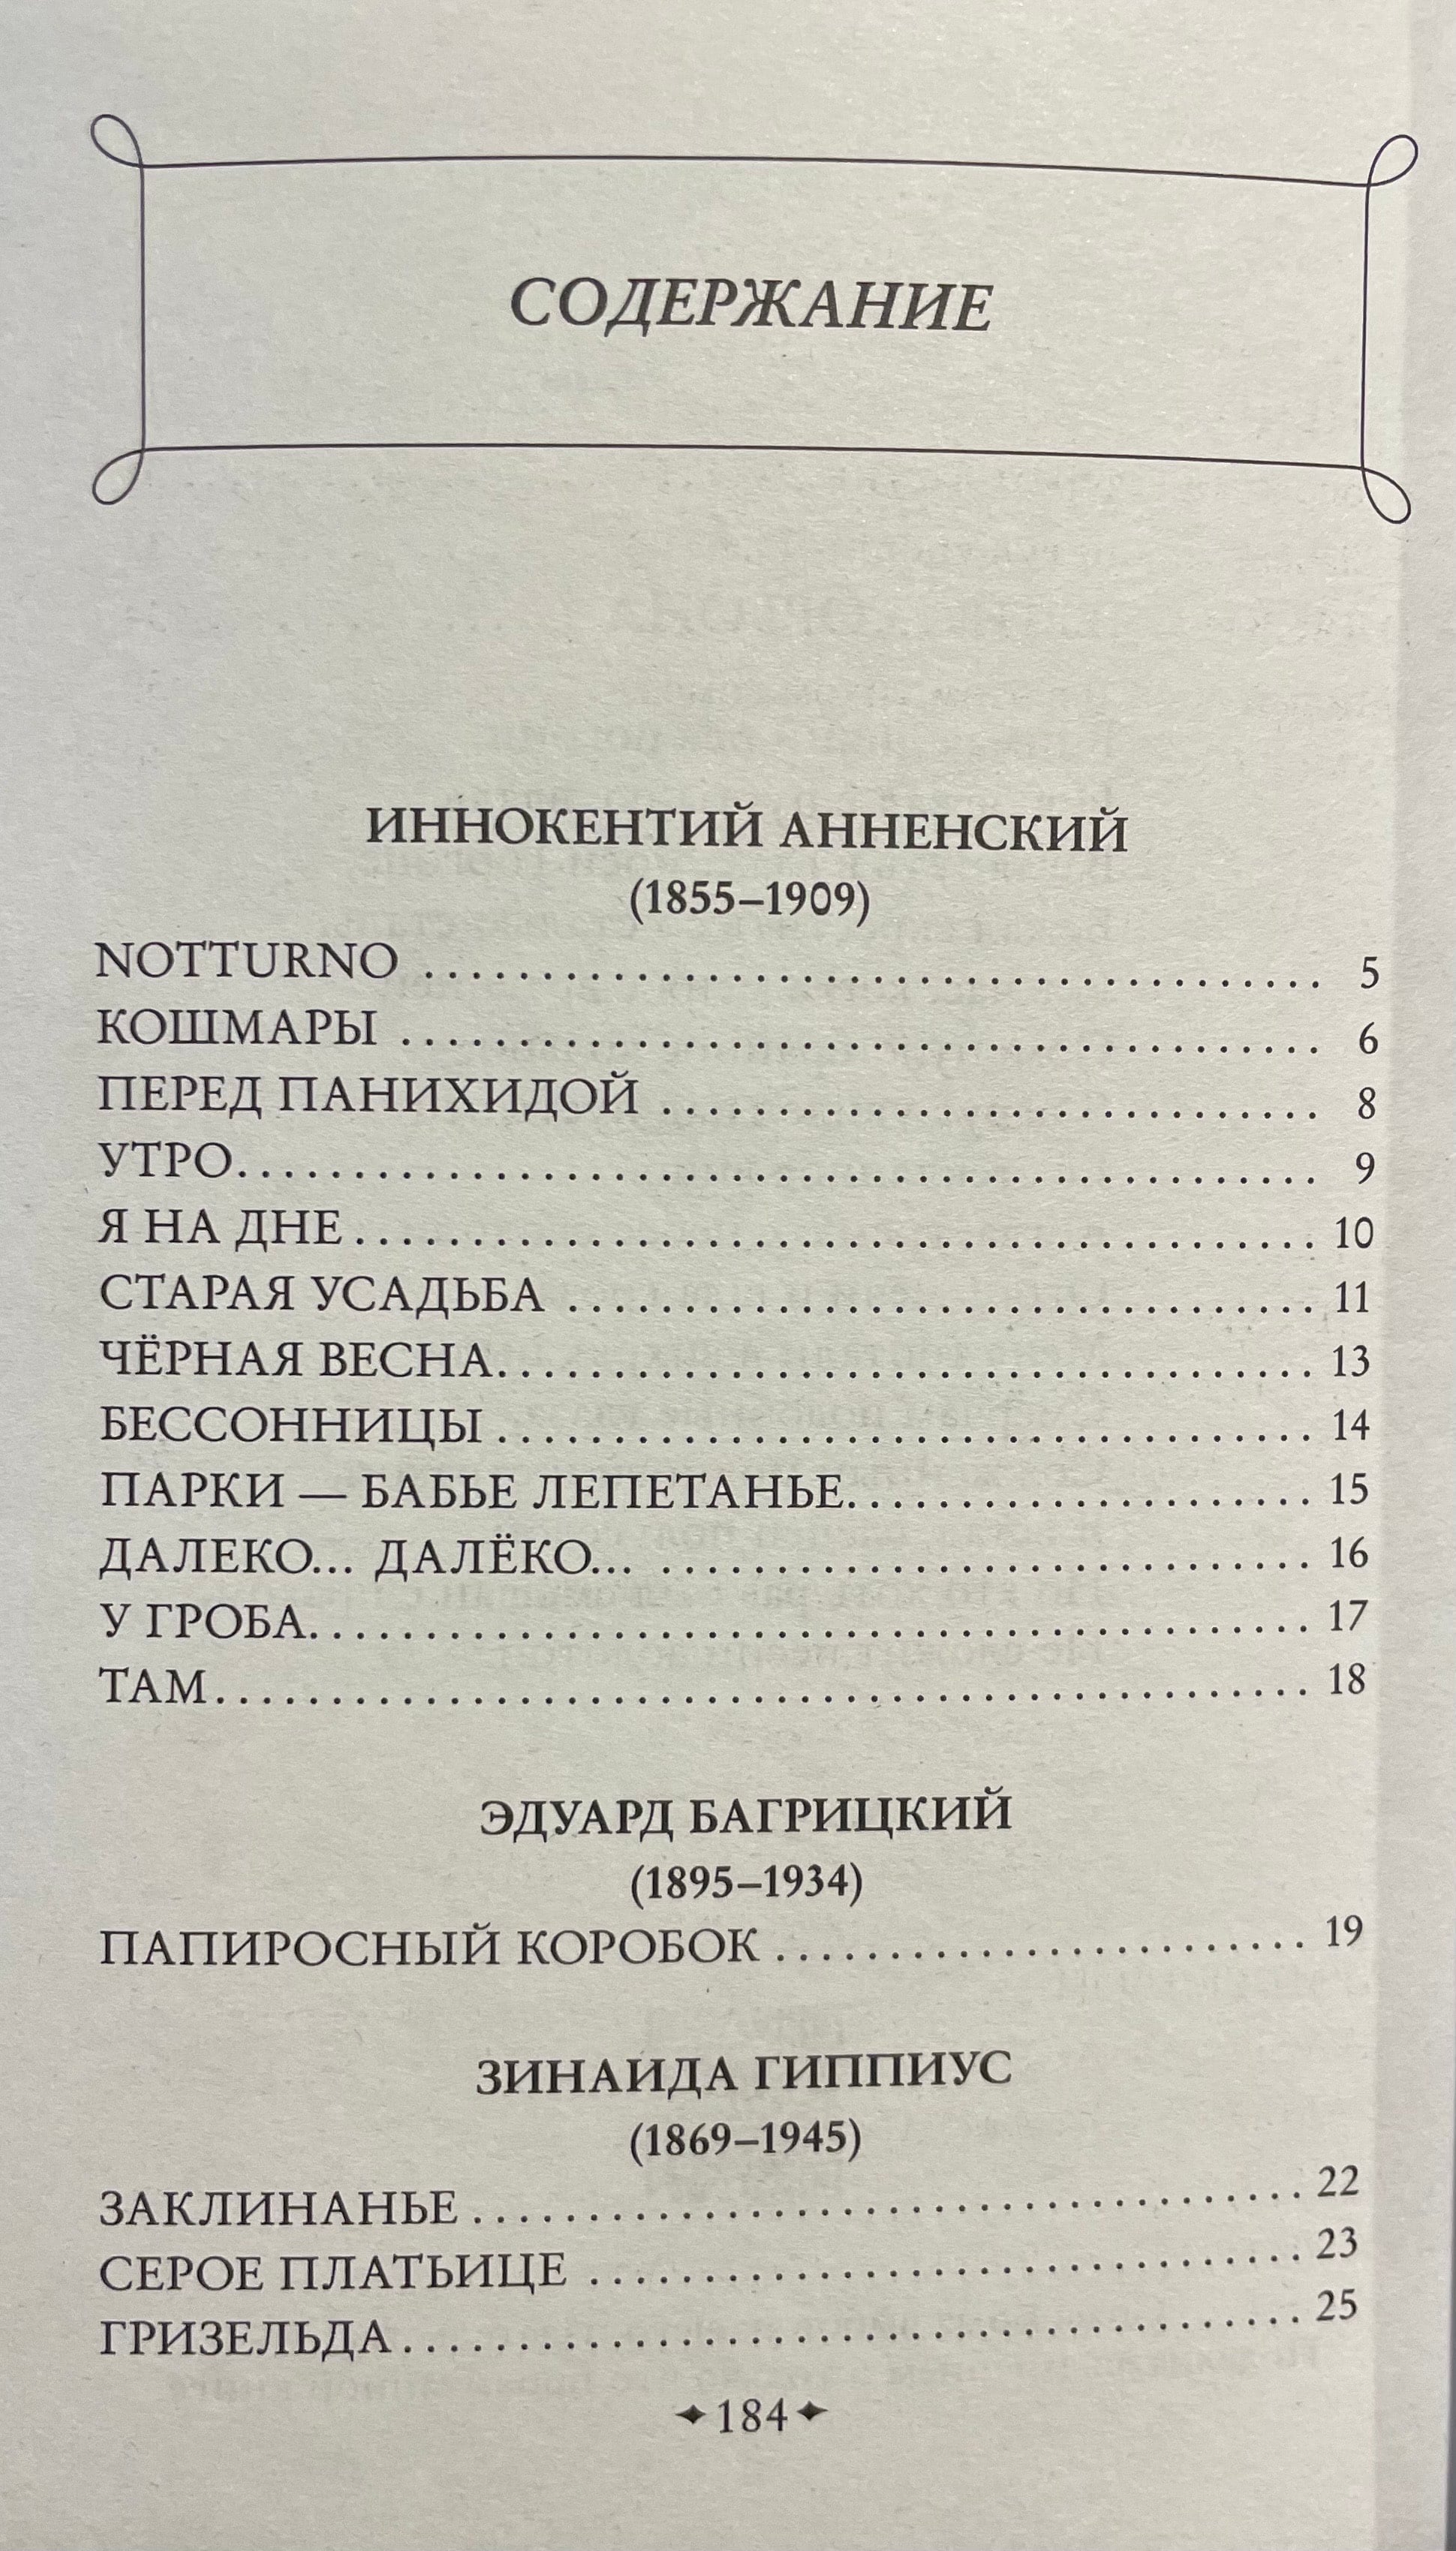 СОДЕРЖАНИЕ
ИННОКЕНТИЙ АННЕНСКИЙ
(1855–1909)
NOTTURNO . . . . . . . . . . . . . . . . . . . . . . . . . . . . . . . . . . . . . . 5
КОШМАРЫ . . . . . . . . . . . . . . . . . . . . . . . . . . . . . . . . . . . . . . . 6
ПЕРЕД ПАНИХИДОЙ . . . . . . . . . . . . . . . . . . . . . . . . . . . . 8
УТРО. . . . . . . . . . . . . . . . . . . . . . . . . . . . . . . . . . . . . . . . . . . . . . 9
Я НА ДНЕ . . . . . . . . . . . . . . . . . . . . . . . . . . . . . . . . . . . . . . . . . 10
СТАРАЯ УСАДЬБА . . . . . . . . . . . . . . . . . . . . . . . . . . . . . . . . 11
ЧЁРНАЯ ВЕСНА. . . . . . . . . . . . . . . . . . . . . . . . . . . . . . . . . . . 13
БЕССОННИЦЫ . . . . . . . . . . . . . . . . . . . . . . . . . . . . . . . . . . . 14
ПАРКИ — БАБЬЕ ЛЕПЕТАНЬЕ. . . . . . . . . . . . . . . . . . . . 15
ДАЛЕКО... ДАЛЁКО... . . . . . . . . . . . . . . . . . . . . . . . . . . . . 16
У ГРОБА. . . . . . . . . . . . . . . . . . . . . . . . . . . . . . . . . . . . . . . . . . . 17
ТАМ . . . . . . . . . . . . . . . . . . . . . . . . . . . . . . . . . . . . . . . . . . . . . . . 18
ЭДУАРД БАГРИЦКИЙ
(1895–1934)
ПАПИРОСНЫЙ КОРОБОК . . . . . . . . . . . . . . . . . . . . . . . 19
ЗИНАИДА ГИППИУС
(1869–1945)
ЗАКЛИНАНЬЕ . . . . . . . . . . . . . . . . . . . . . . . . . . . . . . . . . . . . 22
СЕРОЕ ПЛАТЬИЦЕ . . . . . . . . . . . . . . . . . . . . . . . . . . . . . . . 23
ГРИЗЕЛЬДА . . . . . . . . . . . . . . . . . . . . . . . . . . . . . . . . . . . . . . . 25
✦184✦